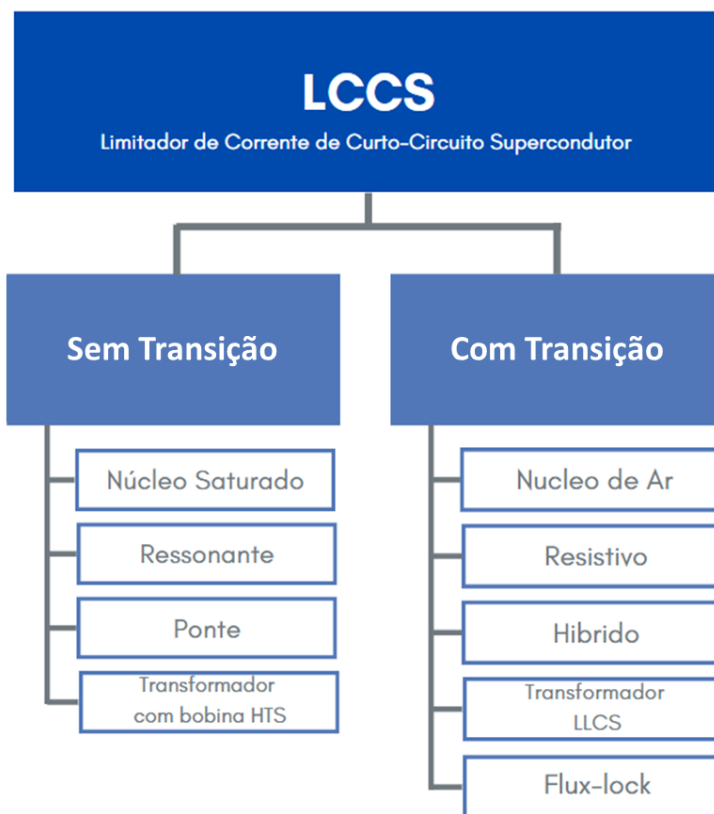 LCCS
Limitador de Corrente de Curto-Circuito Supercondutor
Sem Transição
Núcleo Saturado
Ressonante
Ponte
Transformador
com bobina HTS
Com Transição
Nucleo de Ar
Resistivo
Hibrido
Transformador
LLCS
Flux-lock